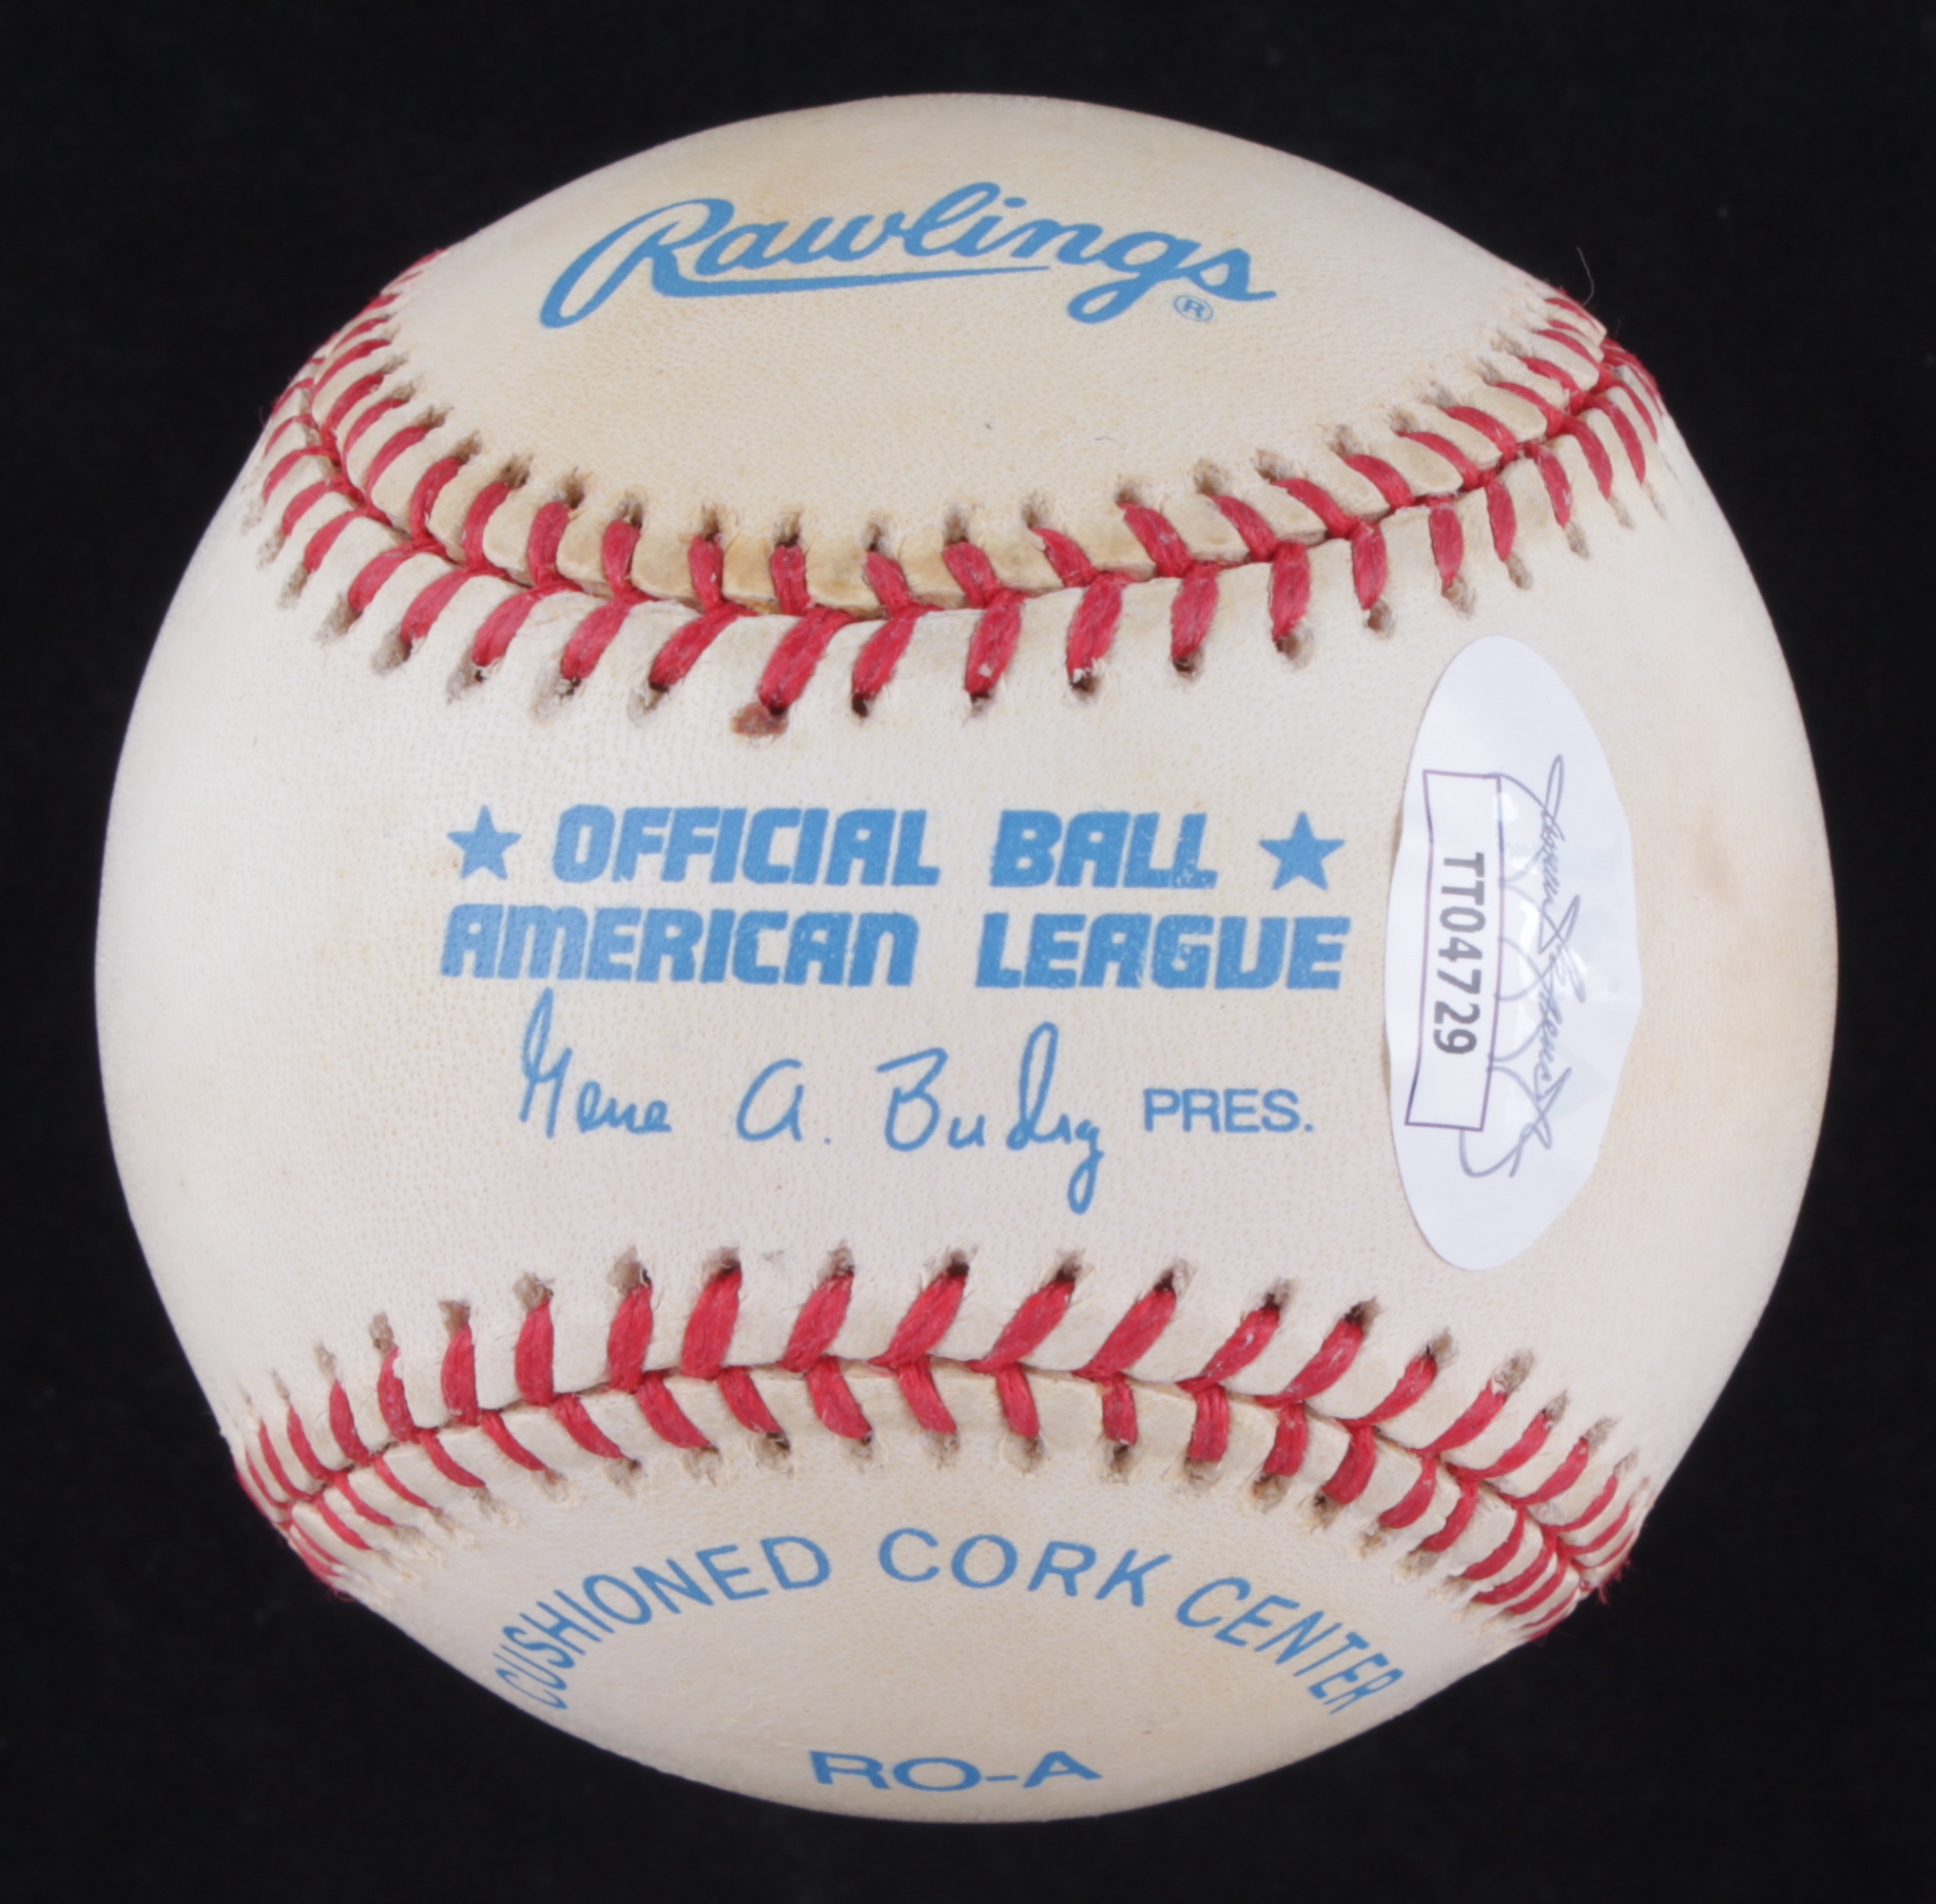 Rawlings®
★ OFFICIAL BALL ★
AMERICAN LEAGUE
Gene A. Budig PRES.
TT04729
CUSHIONED CORK CENTER
RO-A